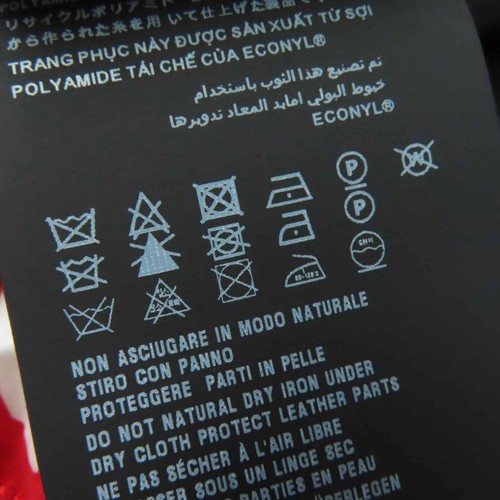 リサイクルポリアミド
から作られた糸を用 いて仕上げた製品で
TRANG PHỤC NÀY ĐƯỢC SẢN XUẤT TỪ SỢI
POLYAMIDE TÁI CHẾ CỦA ECONYL®
تم تصنيع هذا الثوب باستخدام
خيوط البولي امايد المعاد تدويرها
ECONYL®
P
P
W
NON ASCIUGARE IN MODO NATURALE
STIRO CON PANNO
PROTEGGERE PARTI IN PELLE
DO NOT NATURAL DRY IRON UNDER
DRY CLOTH PROTECT LEATHER PARTS
NE PAS SÉCHER À L'AIR LIBRE
SOUS UN LINGE SEC
PARTIES EN PEAU